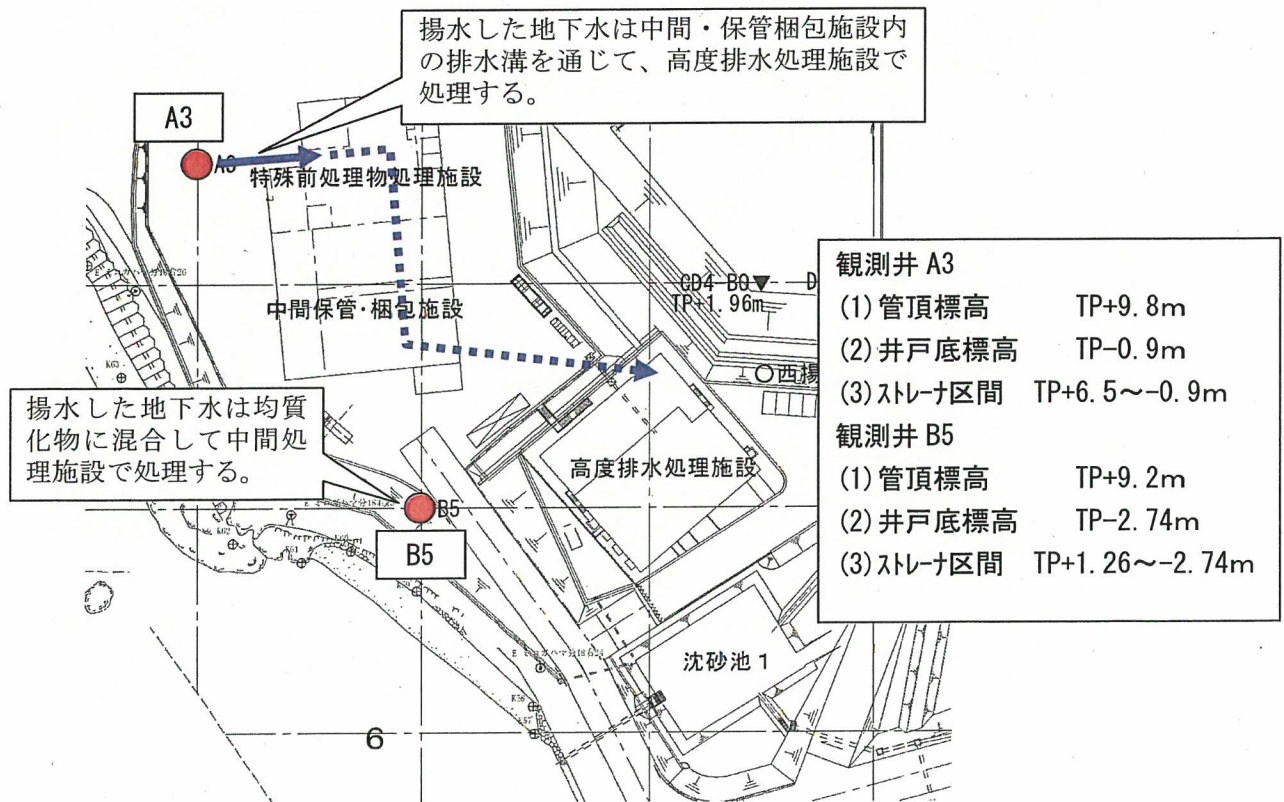 揚水した地下水は中間・保管梱包施設内
の排水溝を通じて、高度排水処理施設で
処理する。
A3
A3
特殊前処理物処理施設
中間保管・梱包施設
CD4 BO▼
TP+1.96m
D
○西揚
K63
揚水した地下水は均質
化物に混合して中間処
理施設で処理する。
高度排水処理施設
B5
B5
K62
K61
沈砂池1
6
観測井 A3
(1)管頂標高 TP+9.8m
(2)井戸底標高 TP-0.9m
(3)ストレーナ区間 TP+6.5～-0.9m
観測井 B5
(1)管頂標高 TP+9.2m
(2)井戸底標高 TP-2.74m
(3)ストレーナ区間 TP+1.26～-2.74m